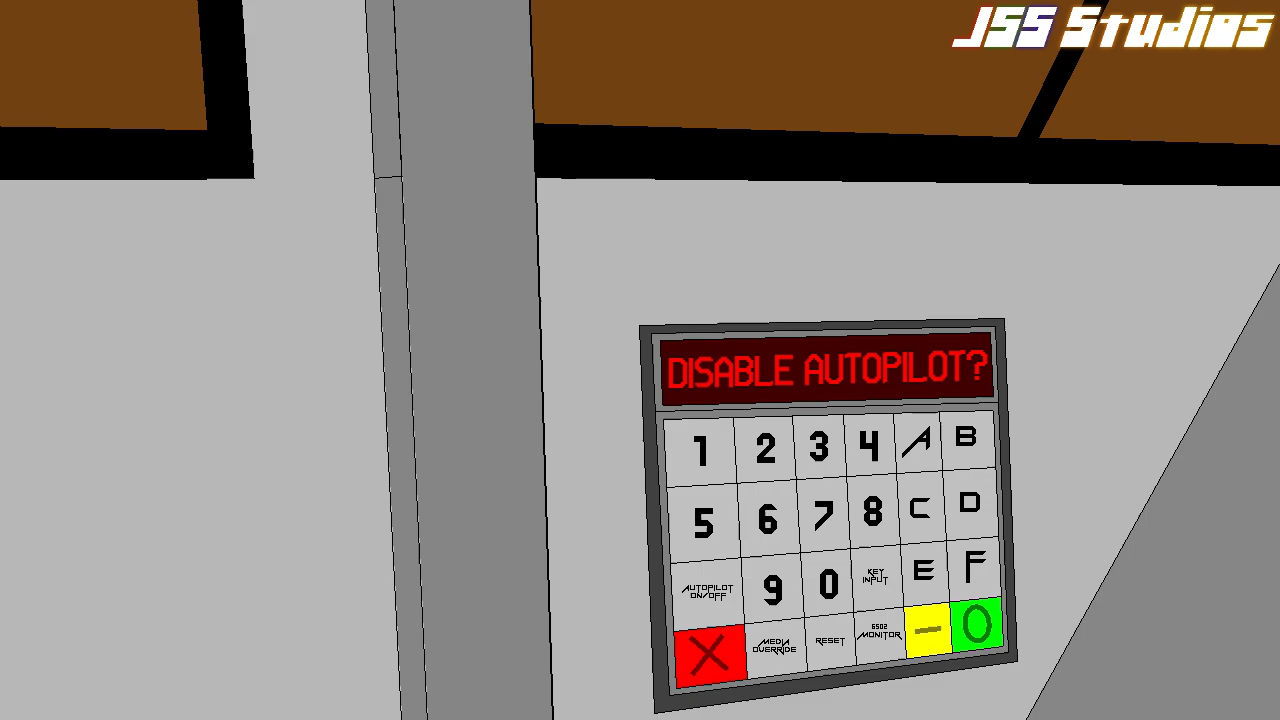 JSS Studios
DISABLE AUTOPILOT?
1 2 3 4 A B
5 6 7 8 C D
AUTOPILOT ON/OFF 9 0 KEY INPUT E F
X MEDIA OVERRIDE RESET 6502 MONITOR — O